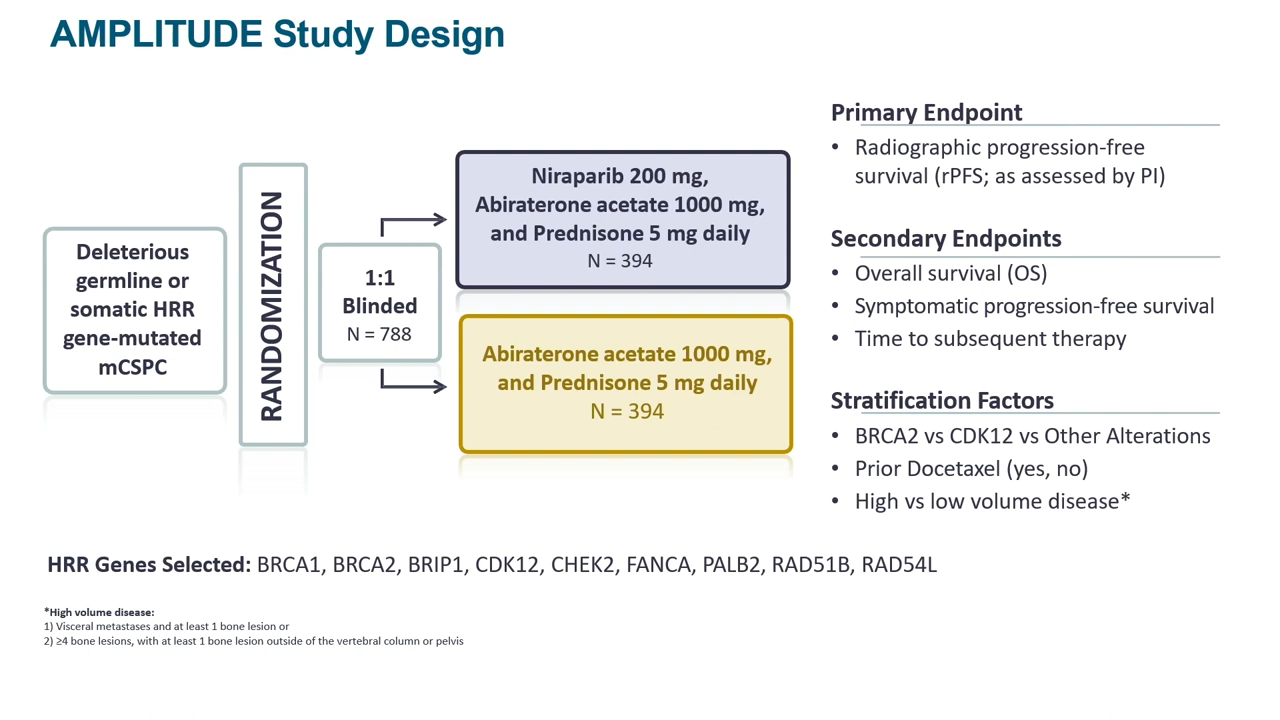 AMPLITUDE Study Design
Deleterious
germline or
somatic HRR
gene-mutated
mCSPC
RANDOMIZATION
1:1
Blinded
N = 788
Niraparib 200 mg,
Abiraterone acetate 1000 mg,
and Prednisone 5 mg daily
N = 394
Abiraterone acetate 1000 mg,
and Prednisone 5 mg daily
N = 394
Primary Endpoint
• Radiographic progression-free
survival (rPFS; as assessed by PI)
Secondary Endpoints
• Overall survival (OS)
• Symptomatic progression-free survival
• Time to subsequent therapy
Stratification Factors
• BRCA2 vs CDK12 vs Other Alterations
• Prior Docetaxel (yes, no)
• High vs low volume disease*
HRR Genes Selected: BRCA1, BRCA2, BRIP1, CDK12, CHEK2, FANCA, PALB2, RAD51B, RAD54L
*High volume disease:
1) Visceral metastases and at least 1 bone lesion or
2) ≥4 bone lesions, with at least 1 bone lesion outside of the vertebral column or pelvis